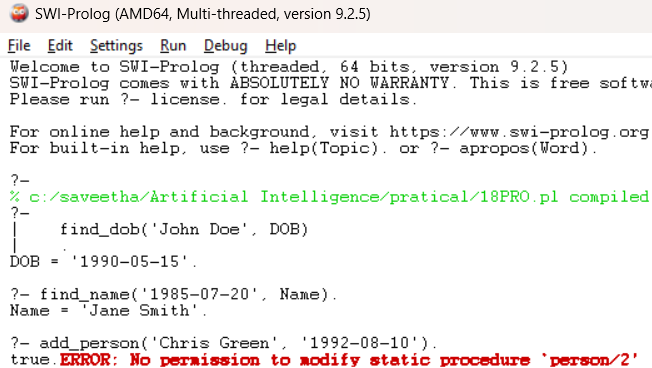 SWI-Prolog (AMD64, Multi-threaded, version 9.2.5)
File Edit Settings Run Debug Help
Welcome to SWI-Prolog (threaded, 64 bits, version 9.2.5)
SWI-Prolog comes with ABSOLUTELY NO WARRANTY. This is free softwa
Please run ?- license. for legal details.
For online help and background, visit https://www.swi-prolog.org
For built-in help, use ?- help(Topic). or ?- apropos(Word).
?-
% c:/saveetha/Artificial Intelligence/pratical/18PRO.pl compiled
?-
| find_dob('John Doe', DOB)
| .
DOB = '1990-05-15'.
?- find_name('1985-07-20', Name).
Name = 'Jane Smith'.
?- add_person('Chris Green', '1992-08-10').
true.ERROR: No permission to modify static procedure `person/2'